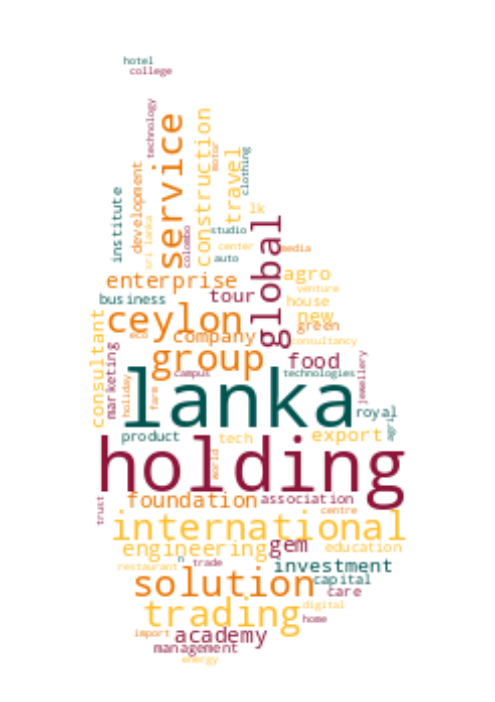 hotel
college
technology
service
construction
motor
travel
clothing
development
institute
sri lanka
colombo
lk
studio
global
center
media
auto
enterprise
agro
venture
business
tour
house
ceylon
new
green
consultant
eco
company
consultancy
group
food
marketing
jewellery
campus
technologies
holiday
farm
lanka
royal
agri
product
tech
export
holding
world
trust
foundation
association
centre
international
engineering
gem
education
n
trade
restaurant
investment
solution
capital
care
trading
digital
home
import
academy
management
energy